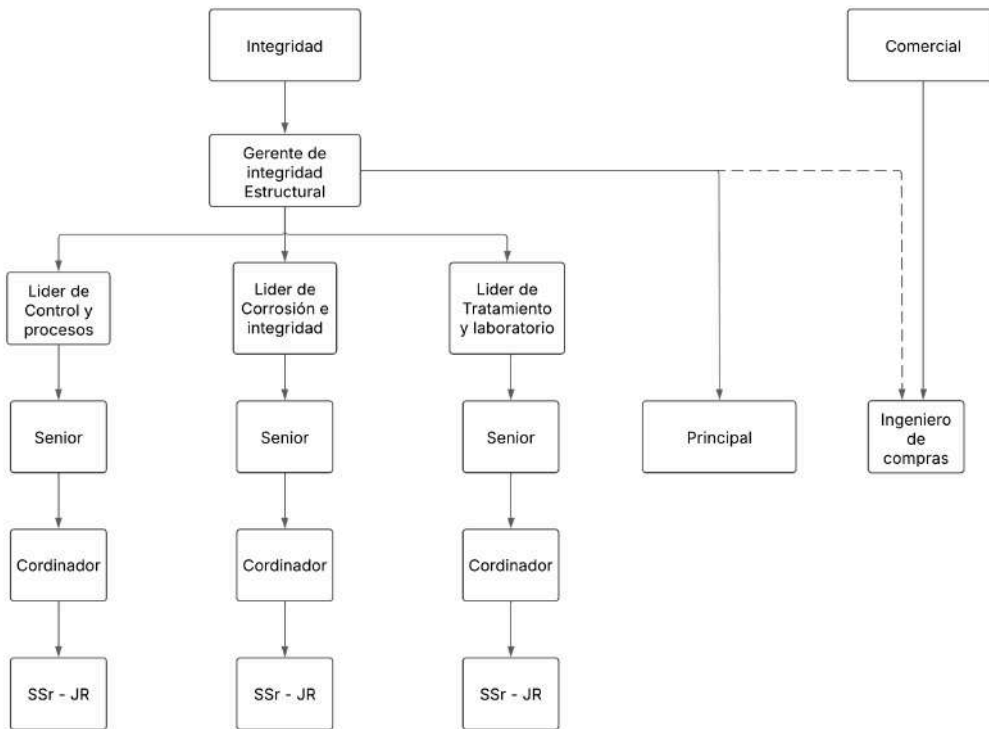 Integridad
Comercial
Gerente de
integridad
Estructural
Lider de
Control y
procesos
Lider de
Corrosión e
integridad
Lider de
Tratamiento
y laboratorio
Senior
Senior
Senior
Principal
Ingeniero
de
compras
Cordinador
Cordinador
Cordinador
SSr - JR
SSr - JR
SSr - JR